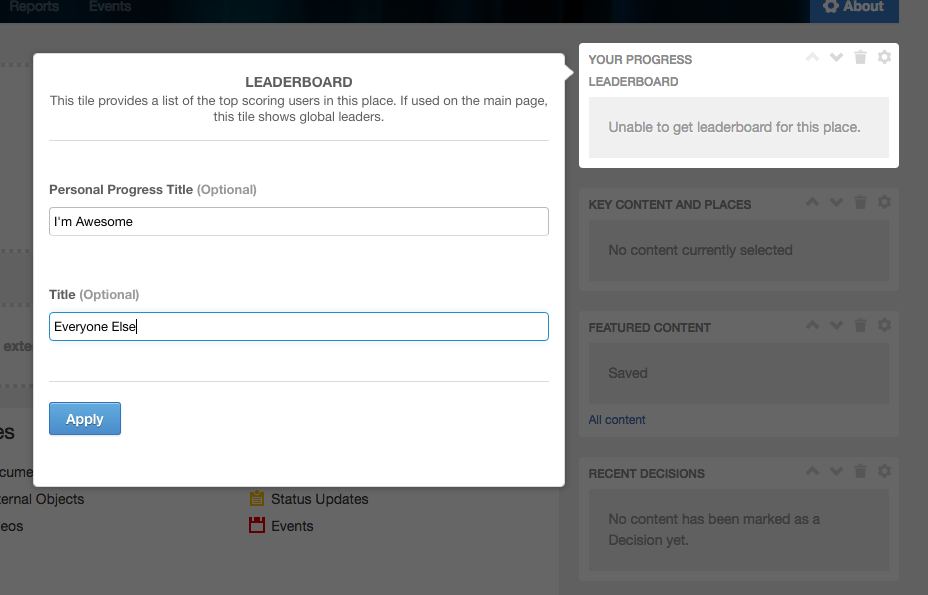 Reports
Events
About
LEADERBOARD
This tile provides a list of the top scoring users in this place. If used on the main page,
this tile shows global leaders.
Personal Progress Title (Optional)
I'm Awesome
Title (Optional)
Everyone Else
Apply
YOUR PROGRESS
LEADERBOARD
Unable to get leaderboard for this place.
KEY CONTENT AND PLACES
No content currently selected
FEATURED CONTENT
Saved
All content
RECENT DECISIONS
No content has been marked as a
Decision yet.
exte
es
ocume
ternal Objects
eos
Status Updates
Events